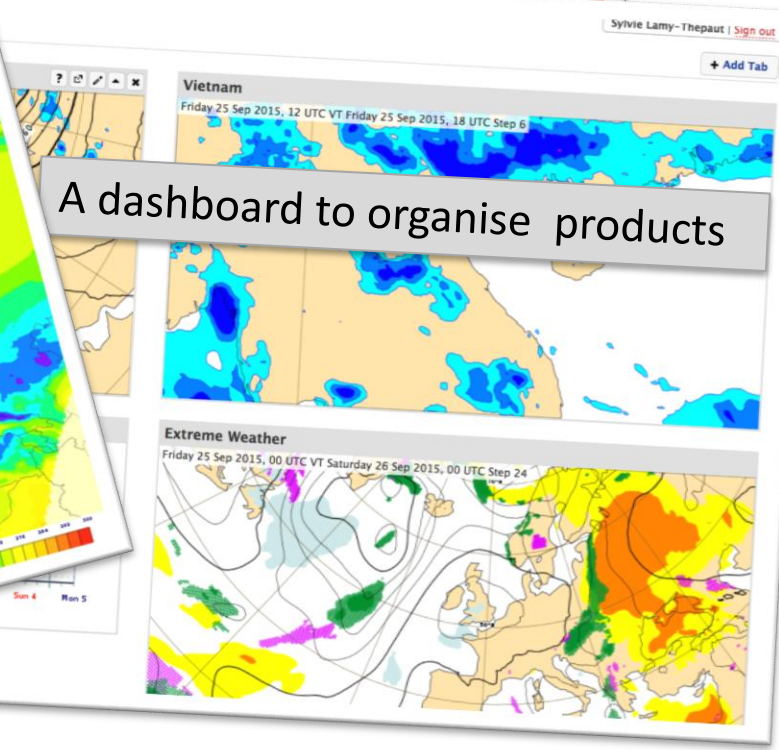 Sylvie Lamy-Thepaut | Sign out
+ Add Tab
Vietnam
Friday 25 Sep 2015, 12 UTC VT Friday 25 Sep 2015, 18 UTC Step 6
A dashboard to organise products
Extreme Weather
Friday 25 Sep 2015, 00 UTC VT Saturday 26 Sep 2015, 00 UTC Step 24
Sun 4 Mon 5